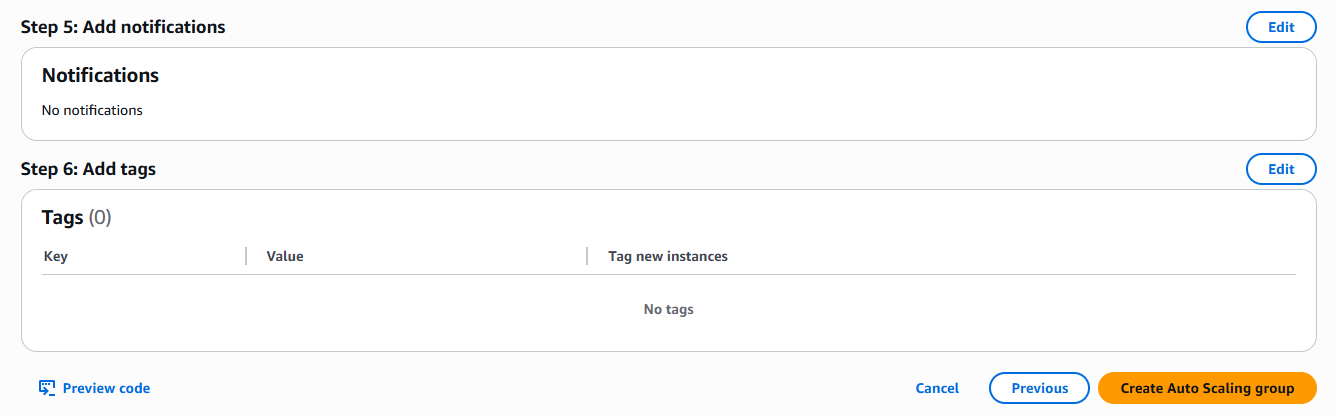 Step 5: Add notifications
Edit
Notifications
No notifications
Step 6: Add tags
Edit
Tags (0)
Key Value Tag new instances
No tags
Preview code Cancel Previous Create Auto Scaling group